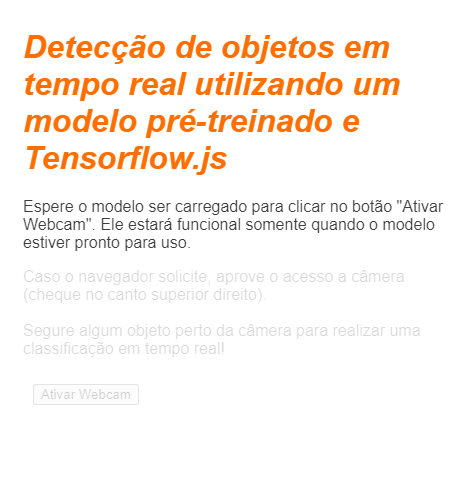 Detecção de objetos em
tempo real utilizando um
modelo pré-treinado e
Tensorflow.js
Espere o modelo ser carregado para clicar no botão "Ativar
Webcam". Ele estará funcional somente quando o modelo
estiver pronto para uso.
Caso o navegador solicite, aprove o acesso a câmera
(cheque no canto superior direito).
Segure algum objeto perto da câmera para realizar uma
classificação em tempo real!
Ativar Webcam